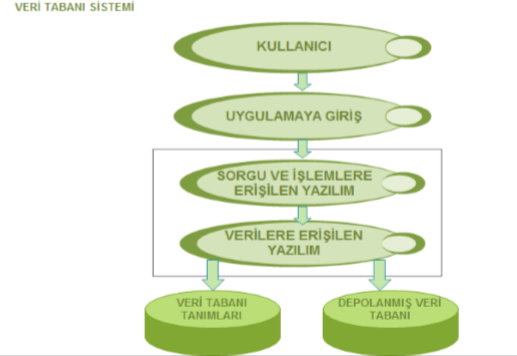 VERİ TABANI SİSTEMİ
KULLANICI
UYGULAMAYA GİRİŞ
SORGU VE İŞLEMLERE
ERİŞİLEN YAZILIM
VERİLERE ERİŞİLEN
YAZILIM
VERİ TABANI
TANIMLARI
DEPOLANMIŞ VERİ
TABANI